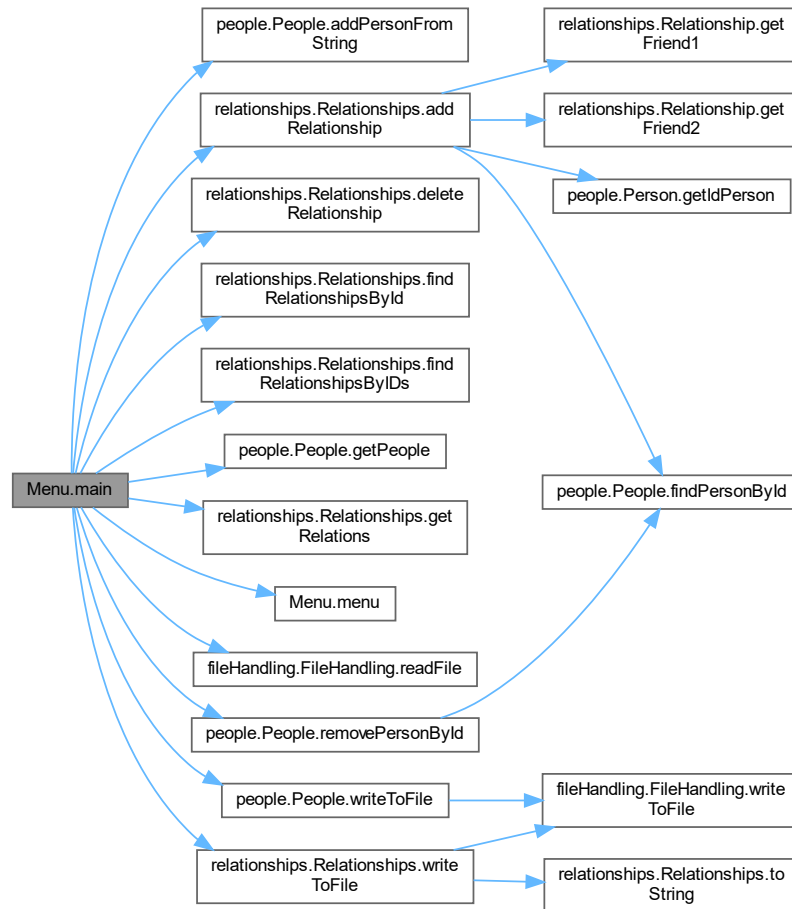 people.People.addPersonFrom
String
relationships.Relationship.get
Friend1
relationships.Relationships.add
Relationship
relationships.Relationship.get
Friend2
people.Person.getIdPerson
relationships.Relationships.delete
Relationship
relationships.Relationships.find
RelationshipsById
relationships.Relationships.find
RelationshipsByIDs
people.People.getPeople
Menu.main
people.People.findPersonById
relationships.Relationships.get
Relations
Menu.menu
fileHandling.FileHandling.readFile
people.People.removePersonById
people.People.writeToFile
fileHandling.FileHandling.write
ToFile
relationships.Relationships.write
ToFile
relationships.Relationships.to
String